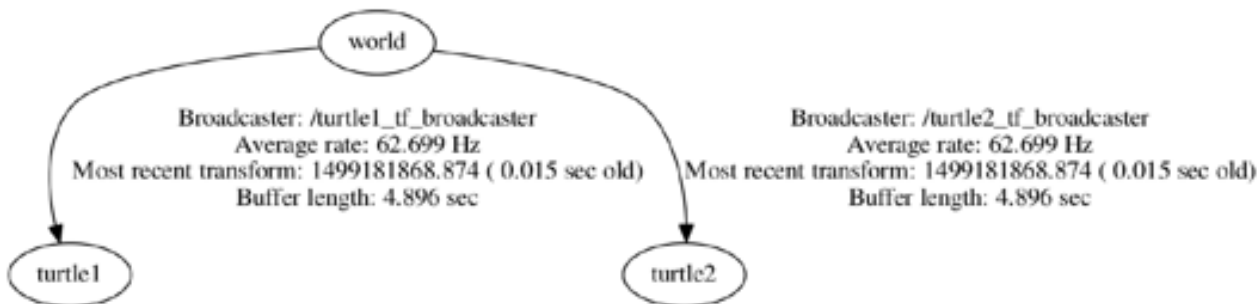 world
Broadcaster: /turtle1_tf_broadcaster
Average rate: 62.699 Hz
Most recent transform: 1499181868.874 ( 0.015 sec old)
Buffer length: 4.896 sec
Broadcaster: /turtle2_tf_broadcaster
Average rate: 62.699 Hz
Most recent transform: 1499181868.874 ( 0.015 sec old)
Buffer length: 4.896 sec
turtle1
turtle2